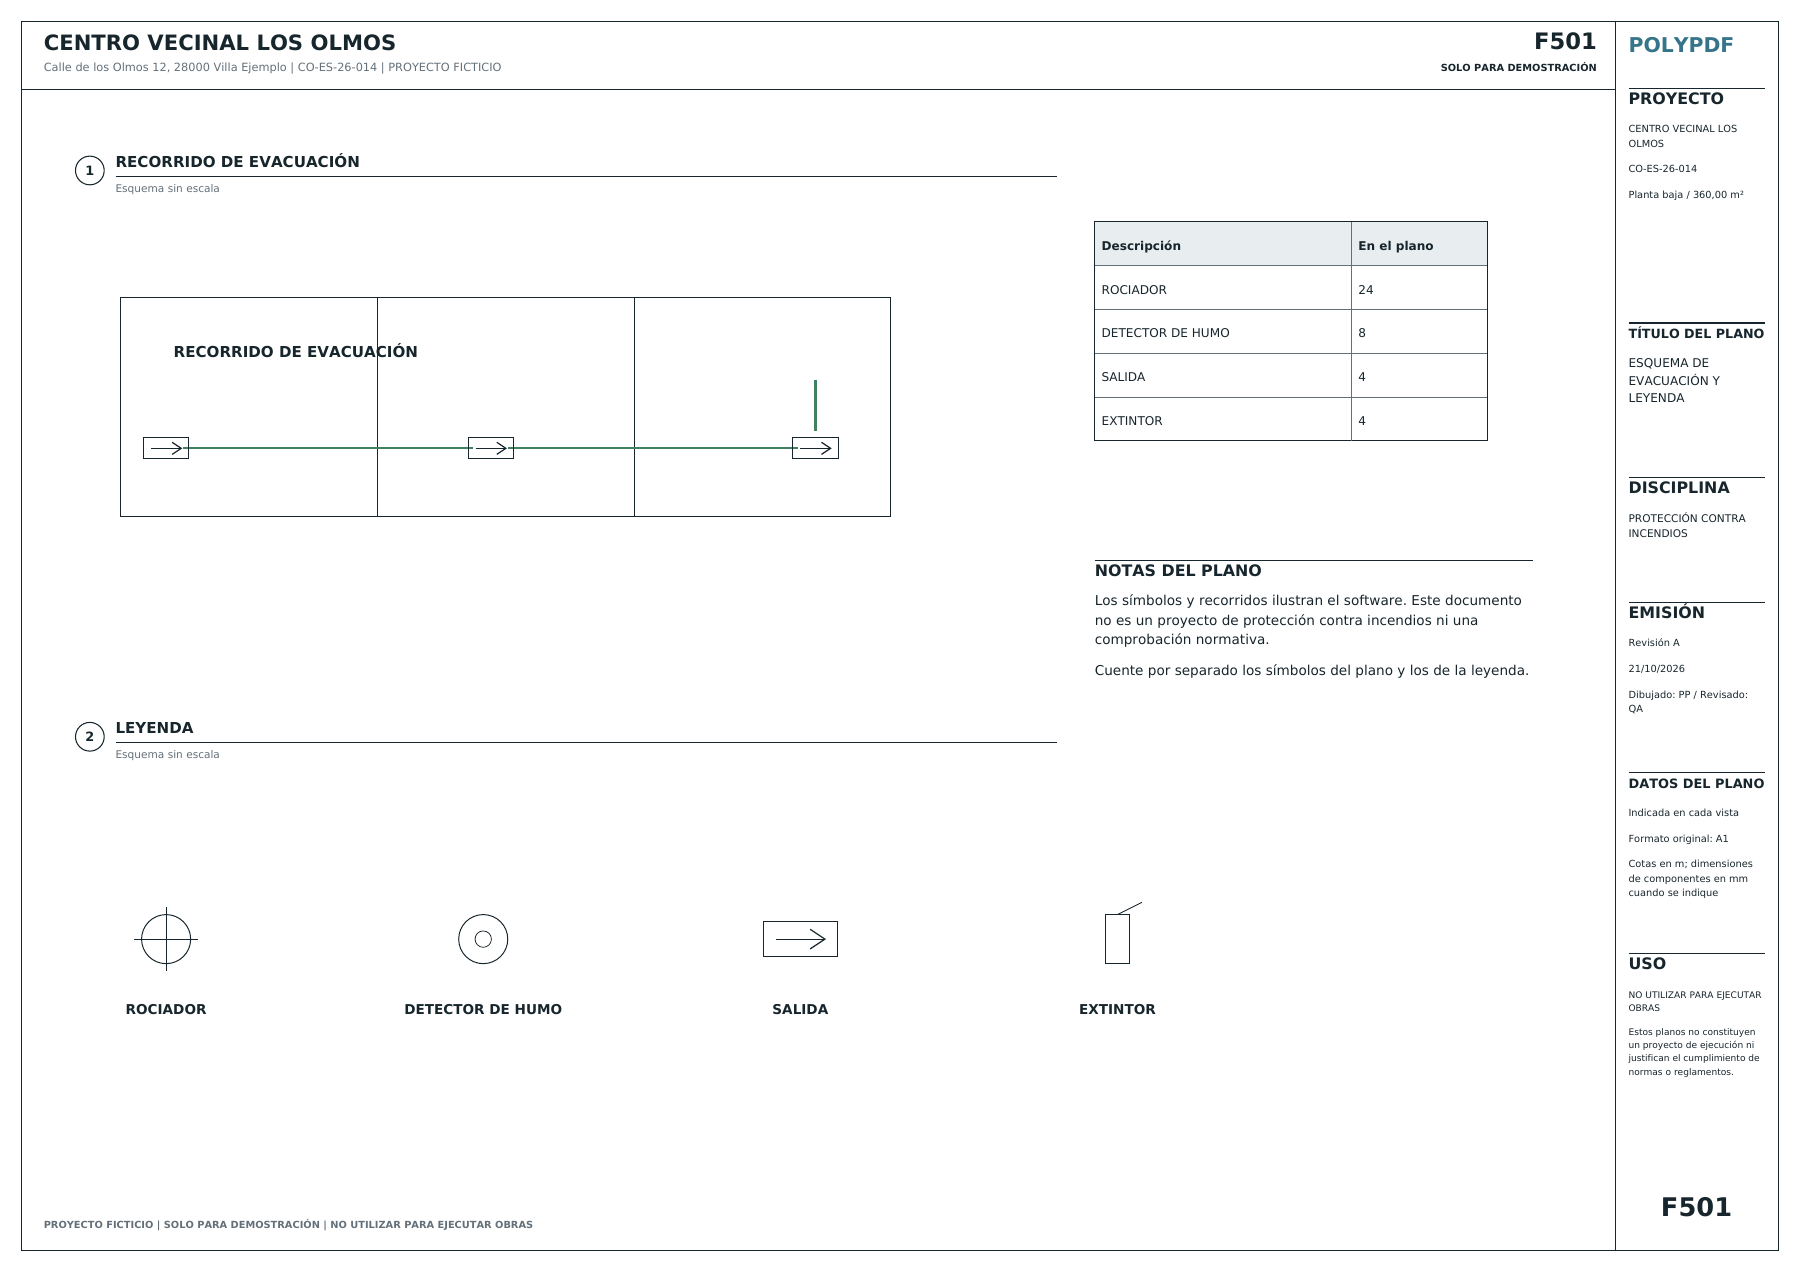 CENTRO VECINAL LOS OLMOS
Calle de los Olmos 12, 28000 Villa Ejemplo | CO-ES-26-014 | PROYECTO FICTICIO
F501
SOLO PARA DEMOSTRACIÓN
1
RECORRIDO DE EVACUACIÓN
Esquema sin escala
RECORRIDO DE EVACUACIÓN
Descripción En el plano
ROCIADOR 24
DETECTOR DE HUMO 8
SALIDA 4
EXTINTOR 4
NOTAS DEL PLANO
Los símbolos y recorridos ilustran el software. Este documento
no es un proyecto de protección contra incendios ni una
comprobación normativa.
Cuente por separado los símbolos del plano y los de la leyenda.
2
LEYENDA
Esquema sin escala
ROCIADOR
DETECTOR DE HUMO
SALIDA
EXTINTOR
PROYECTO FICTICIO | SOLO PARA DEMOSTRACIÓN | NO UTILIZAR PARA EJECUTAR OBRAS
POLYPDF
PROYECTO
CENTRO VECINAL LOS
OLMOS
CO-ES-26-014
Planta baja / 360,00 m²
TÍTULO DEL PLANO
ESQUEMA DE
EVACUACIÓN Y
LEYENDA
DISCIPLINA
PROTECCIÓN CONTRA
INCENDIOS
EMISIÓN
Revisión A
21/10/2026
Dibujado: PP / Revisado:
QA
DATOS DEL PLANO
Indicada en cada vista
Formato original: A1
Cotas en m; dimensiones
de componentes en mm
cuando se indique
USO
NO UTILIZAR PARA EJECUTAR
OBRAS
Estos planos no constituyen
un proyecto de ejecución ni
justifican el cumplimiento de
normas o reglamentos.
F501